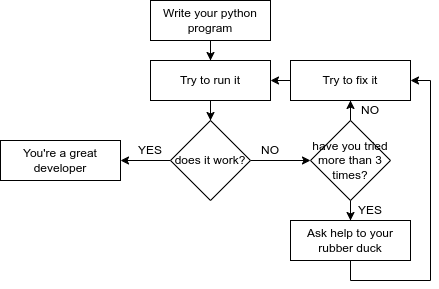 Write your python
program
Try to run it
Try to fix it
NO
have you tried
more than 3
times?
YES
NO
does it work?
You're a great
developer
YES
Ask help to your
rubber duck